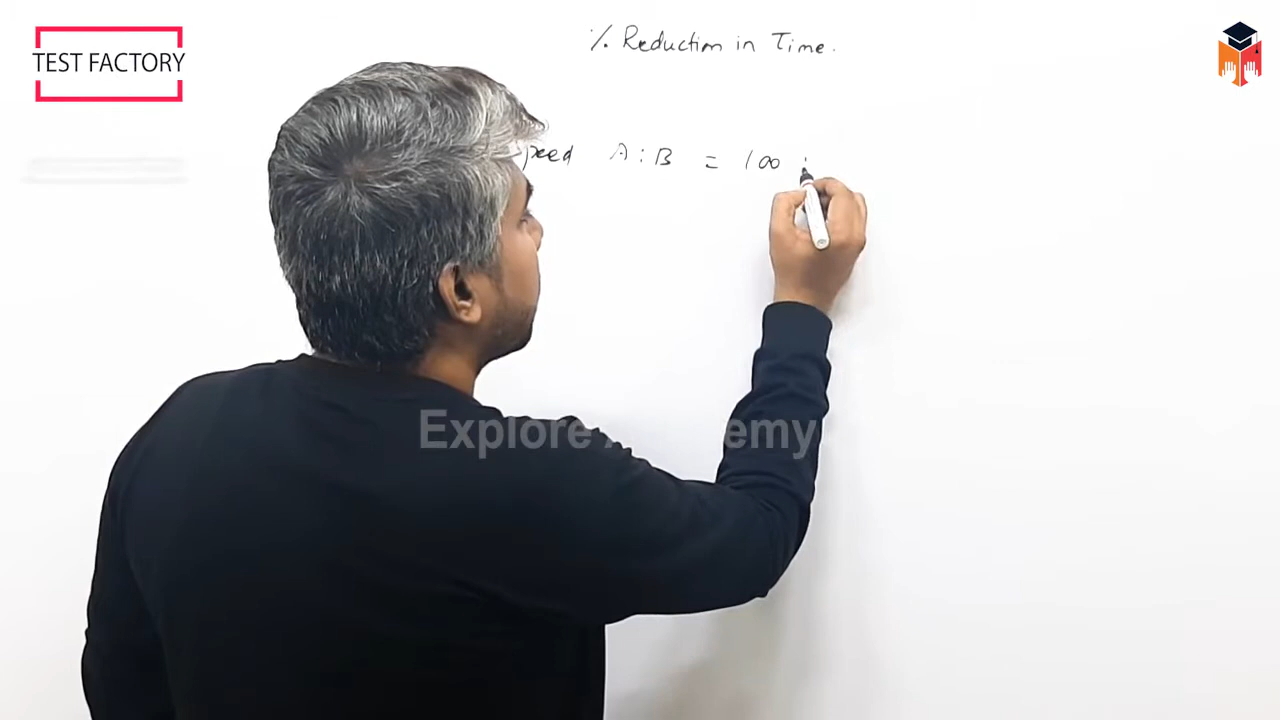 TEST FACTORY
% Reduction in Time.
peed A : B = 100 :
Explore
emy